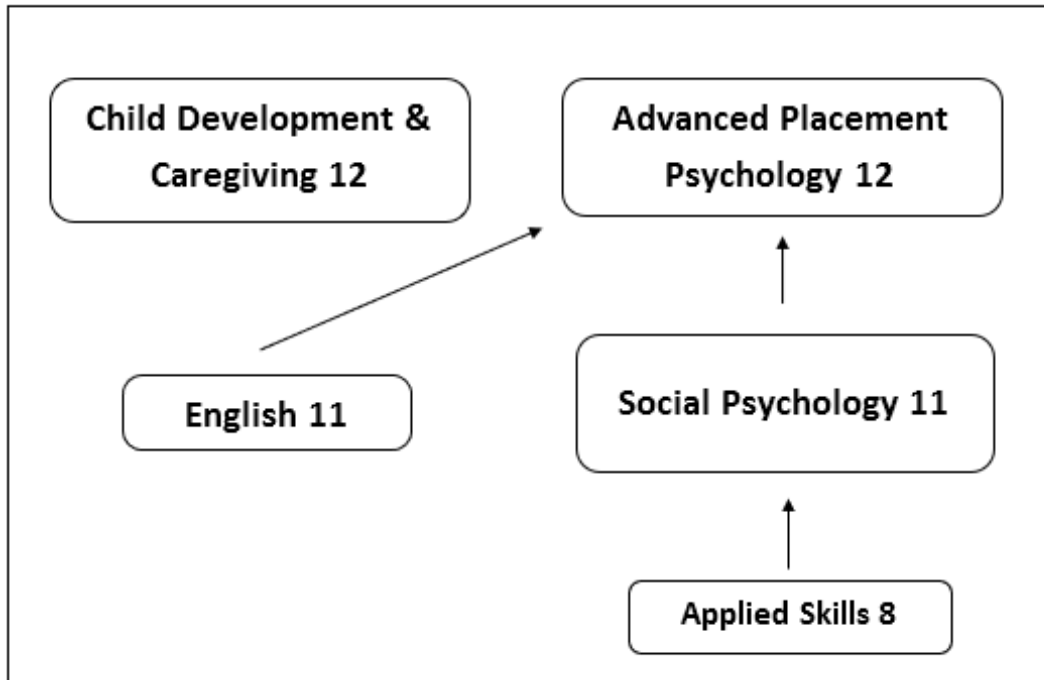 Child Development &
Caregiving 12
Advanced Placement
Psychology 12
English 11
Social Psychology 11
Applied Skills 8